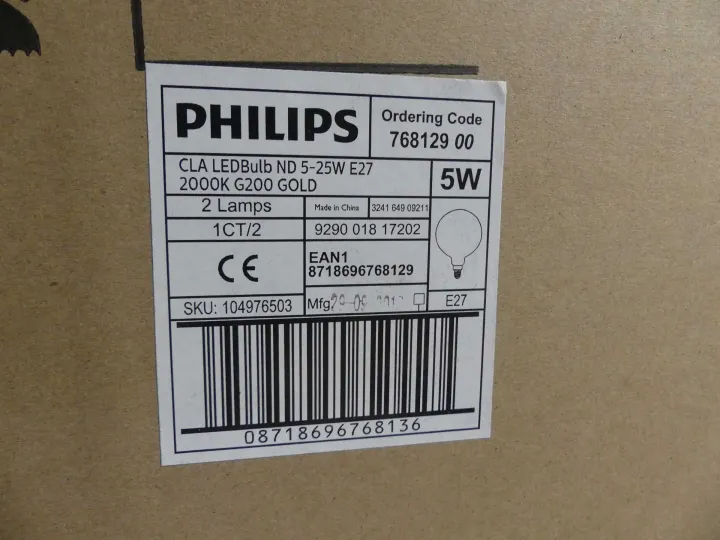 PHILIPS
Ordering Code
768129 00
CLA LEDBulb ND 5-25W E27
2000K G200 GOLD
5W
2 Lamps
Made in China
3241 649 09211
1CT/2
9290 018 17202
CE
EAN1
8718696768129
SKU: 104976503
Mfg
E27
08718696768136